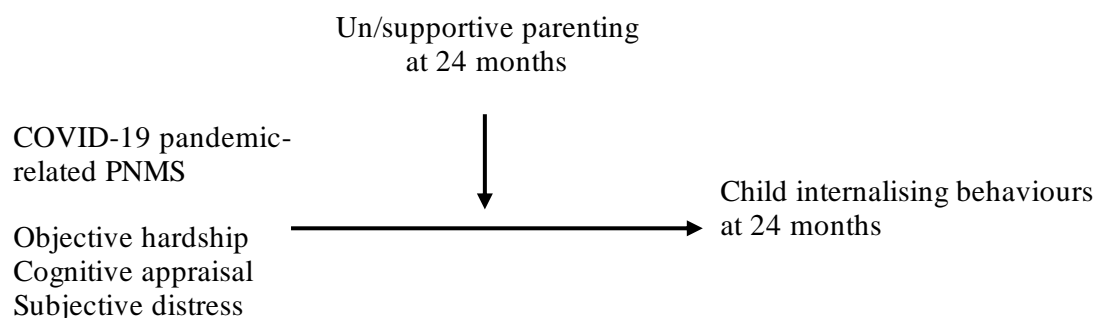 Un/supportive parenting
at 24 months
COVID-19 pandemic-
related PNMS
Objective hardship
Cognitive appraisal
Subjective distress
Child internalising behaviours
at 24 months